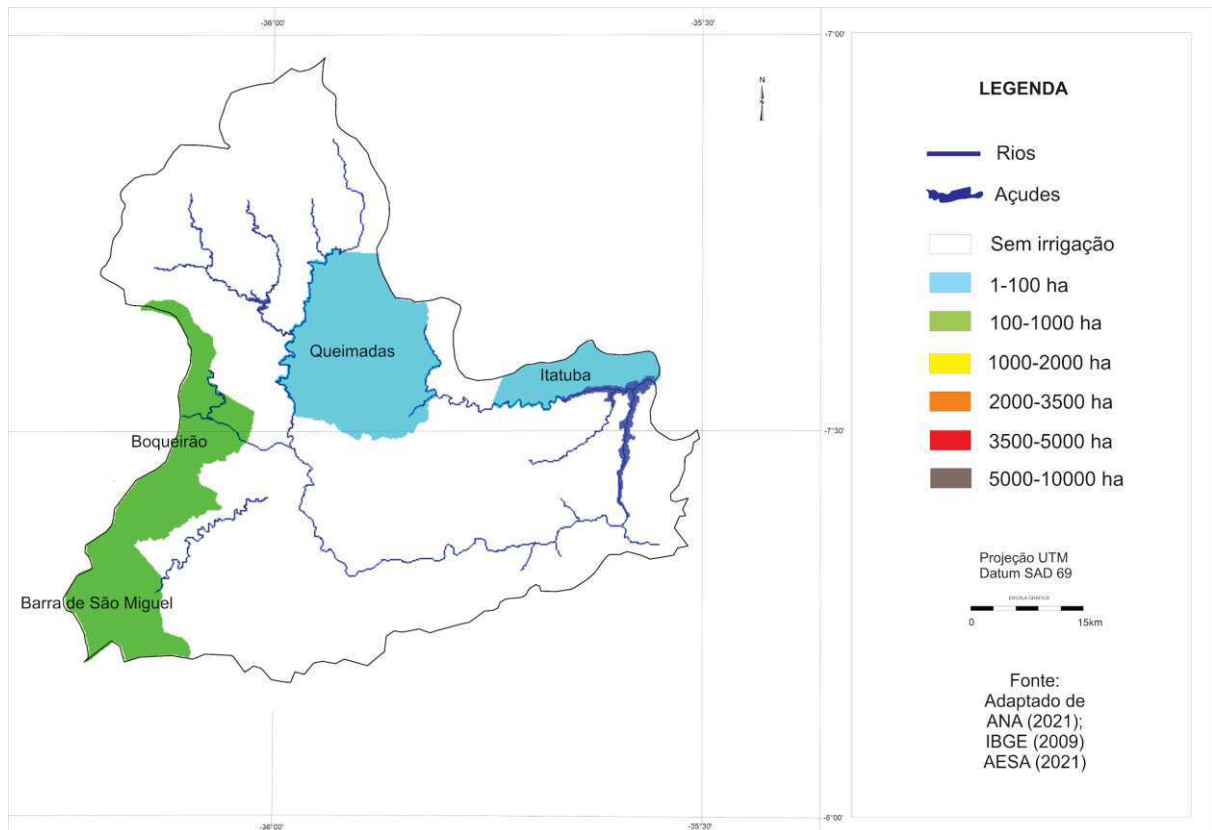 -36°00'
-35°30'
-7°00'
N
Queimadas
Itatuba
-7°30'
Boqueirão
Barra de São Miguel
-36°00'
-35°30'
-8°00'
LEGENDA
Rios
Açudes
Sem irrigação
1-100 ha
100-1000 ha
1000-2000 ha
2000-3500 ha
3500-5000 ha
5000-10000 ha
Projeção UTM
Datum SAD 69
ESCALA GRÁFICA
0 15km
Fonte:
Adaptado de
ANA (2021);
IBGE (2009)
AESA (2021)